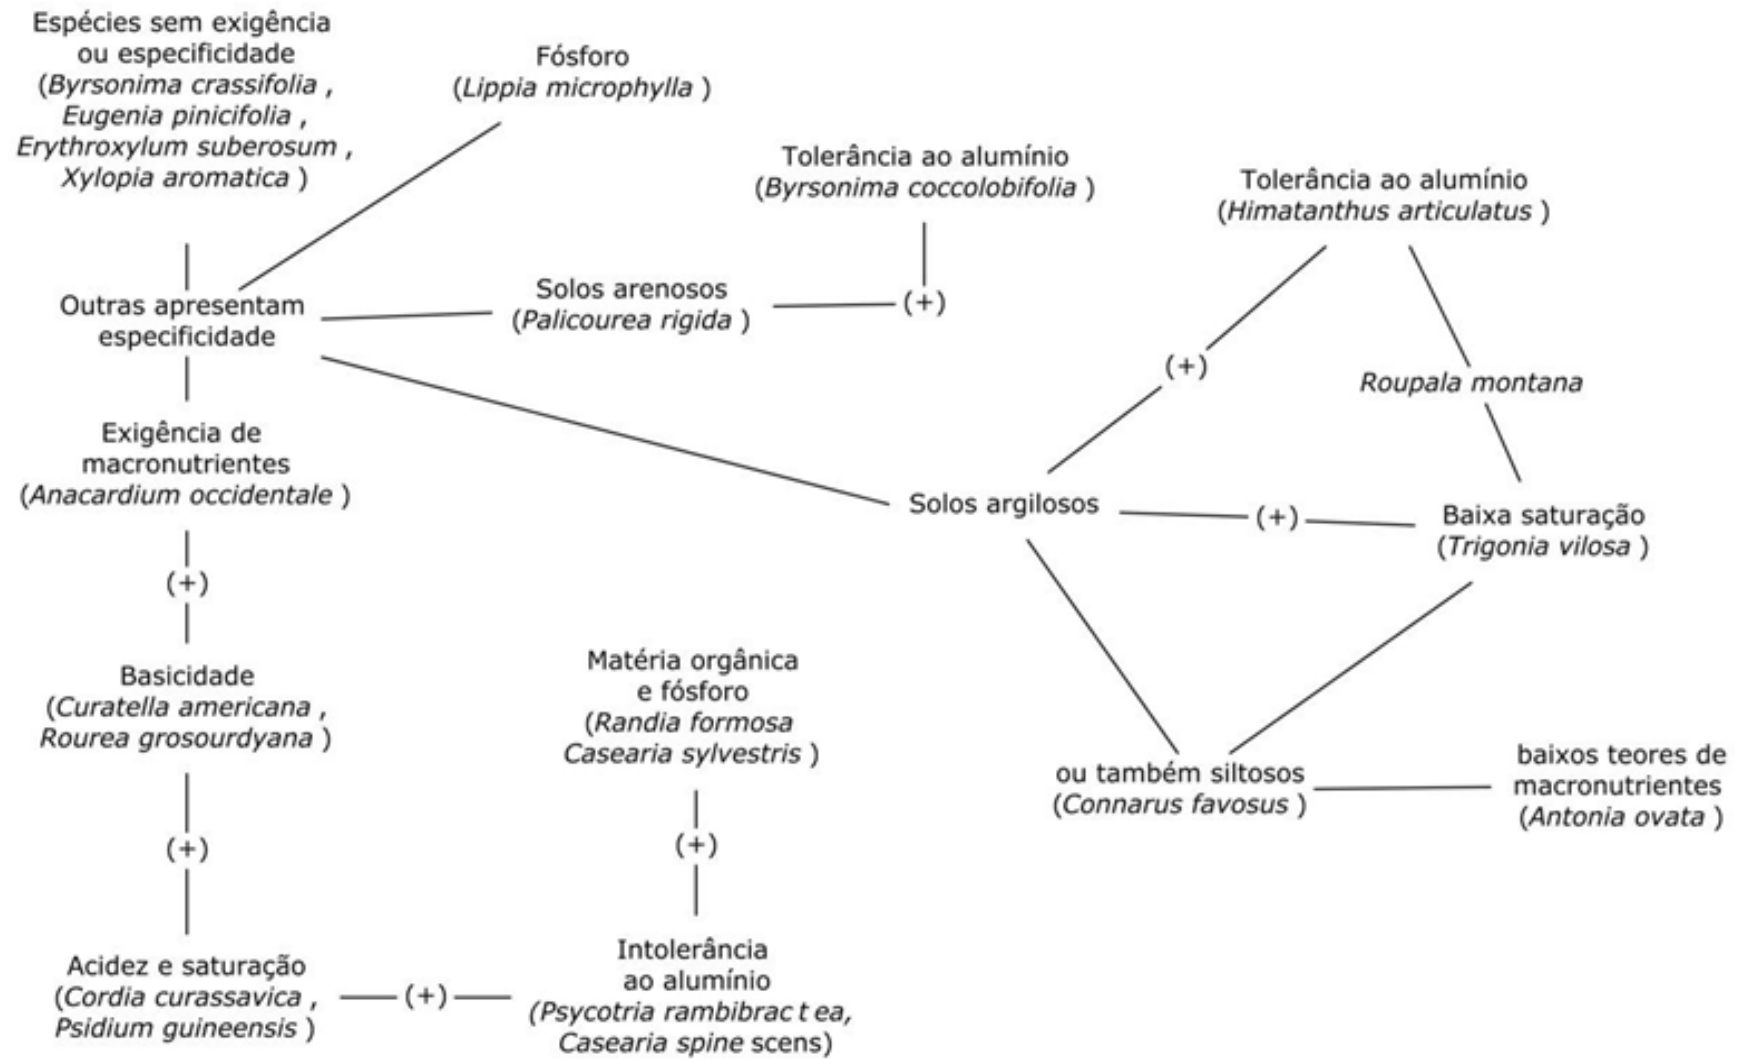 Espécies sem exigência
ou especificidade
(Byrsonima crassifolia ,
Eugenia pinicifolia ,
Erythroxylum suberosum ,
Xylopia aromatica )
Fósforo
(Lippia microphylla )
Tolerância ao alumínio
(Byrsonima coccolobifolia )
Tolerância ao alumínio
(Himatanthus articulatus )
Outras apresentam
especificidade
Solos arenosos
(Palicourea rigida )
(+)
(+)
Roupala montana
Exigência de
macronutrientes
(Anacardium occidentale )
Solos argilosos
(+)
Baixa saturação
(Trigonia vilosa )
(+)
Basicidade
(Curatella americana ,
Rourea grosourdyana )
Matéria orgânica
e fósforo
(Randia formosa
Casearia sylvestris )
ou também siltosos
(Connarus favosus )
baixos teores de
macronutrientes
(Antonia ovata )
(+)
(+)
Acidez e saturação
(Cordia curassavica ,
Psidium guineensis )
(+)
Intolerância
ao alumínio
(Psycotria rambibract ea,
Casearia spine scens)